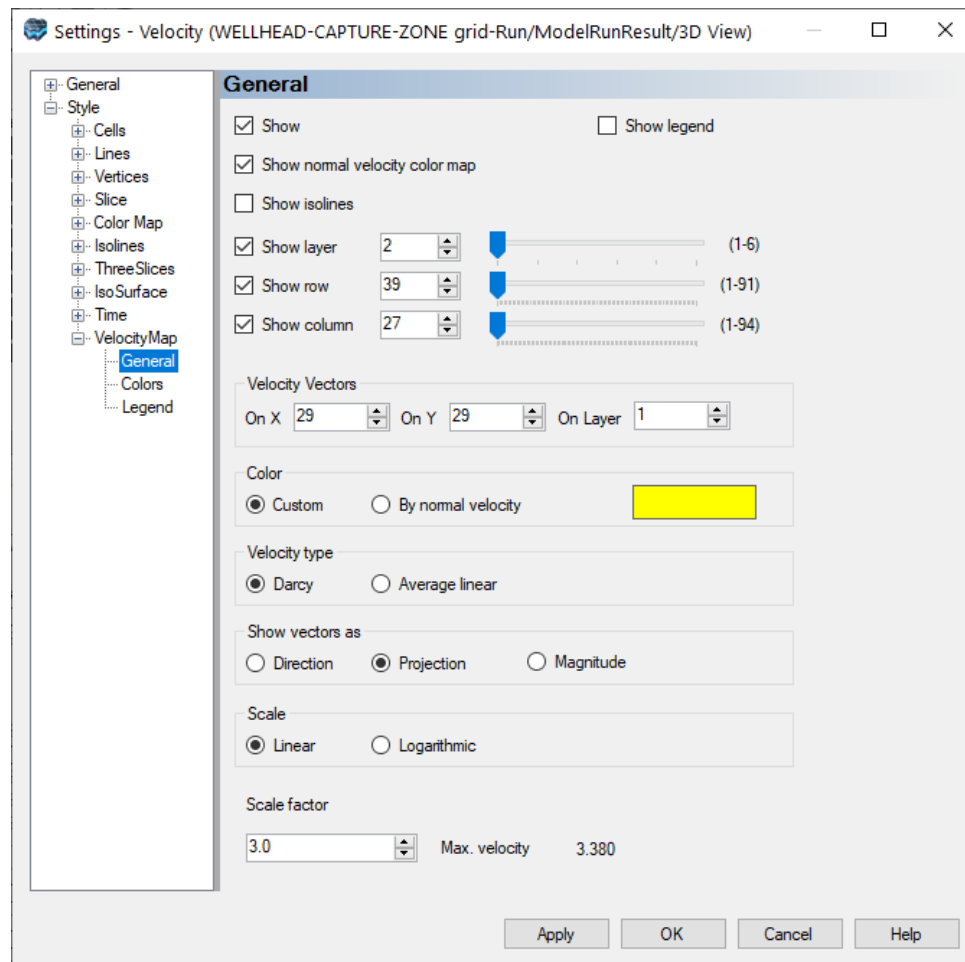 Settings - Velocity (WELLHEAD-CAPTURE-ZONE grid-Run/ModelRunResult/3D View)
General
Style
Cells
Lines
Vertices
Slice
Color Map
Isolines
ThreeSlices
IsoSurface
Time
VelocityMap
General
Colors
Legend
General
Show Show legend
Show normal velocity color map
Show isolines
Show layer 2 (1-6)
Show row 39 (1-91)
Show column 27 (1-94)
Velocity Vectors
On X 29 On Y 29 On Layer 1
Color
Custom By normal velocity
Velocity type
Darcy Average linear
Show vectors as
Direction Projection Magnitude
Scale
Linear Logarithmic
Scale factor
3.0 Max. velocity 3.380
Apply OK Cancel Help